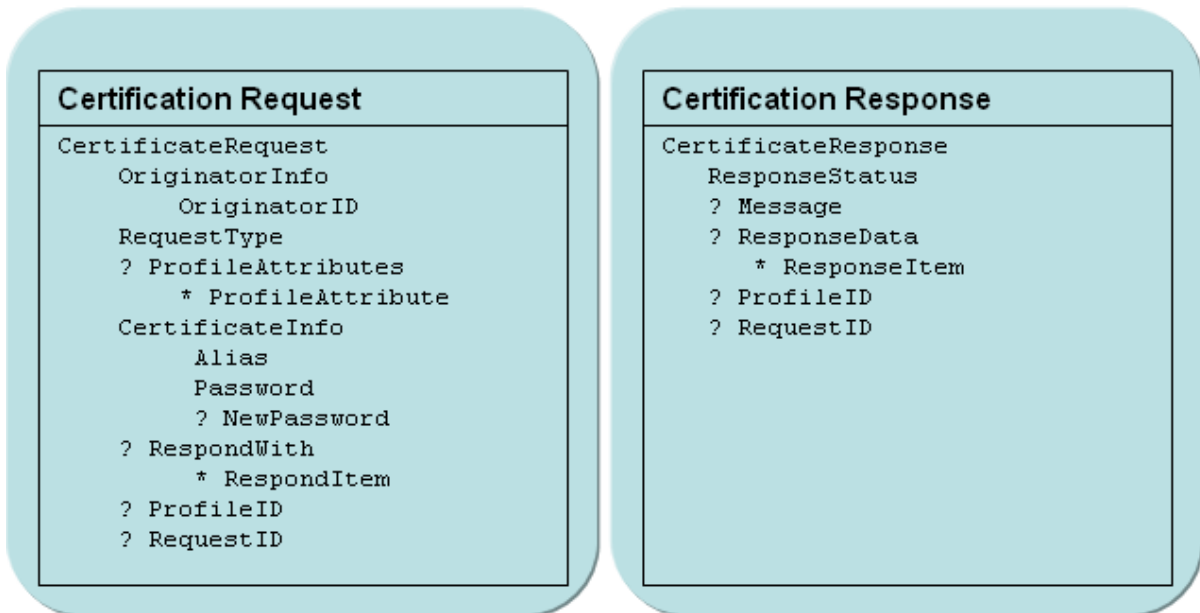 Certification Request
CertificateRequest
OriginatorInfo
OriginatorID
RequestType
? ProfileAttributes
* ProfileAttribute
CertificateInfo
Alias
Password
? NewPassword
? RespondWith
* RespondItem
? ProfileID
? RequestID
Certification Response
CertificateResponse
ResponseStatus
? Message
? ResponseData
* ResponseItem
? ProfileID
? RequestID